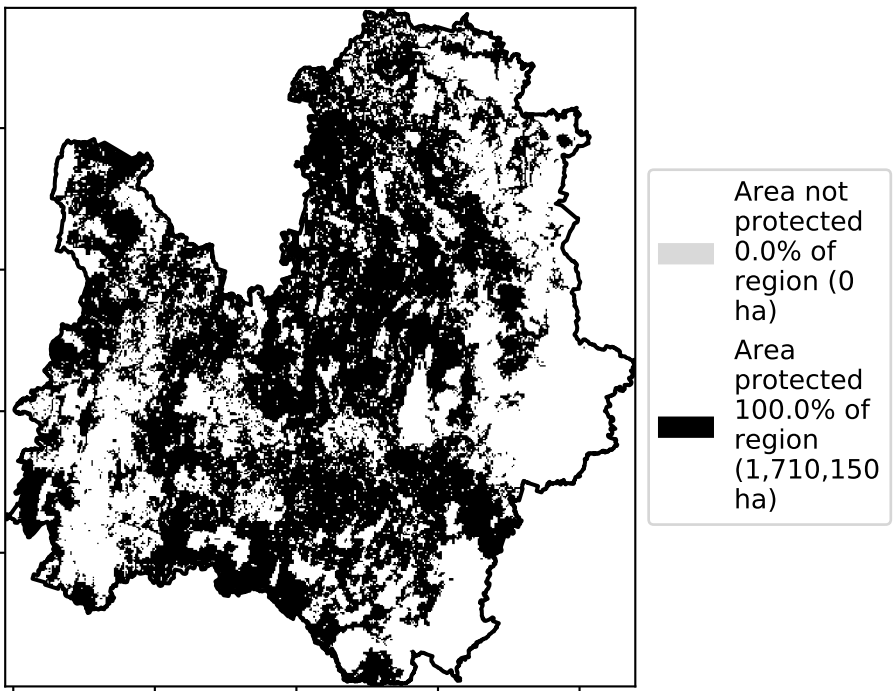 Area not
protected
0.0% of
region (0
ha)
Area
protected
100.0% of
region
(1,710,150
ha)